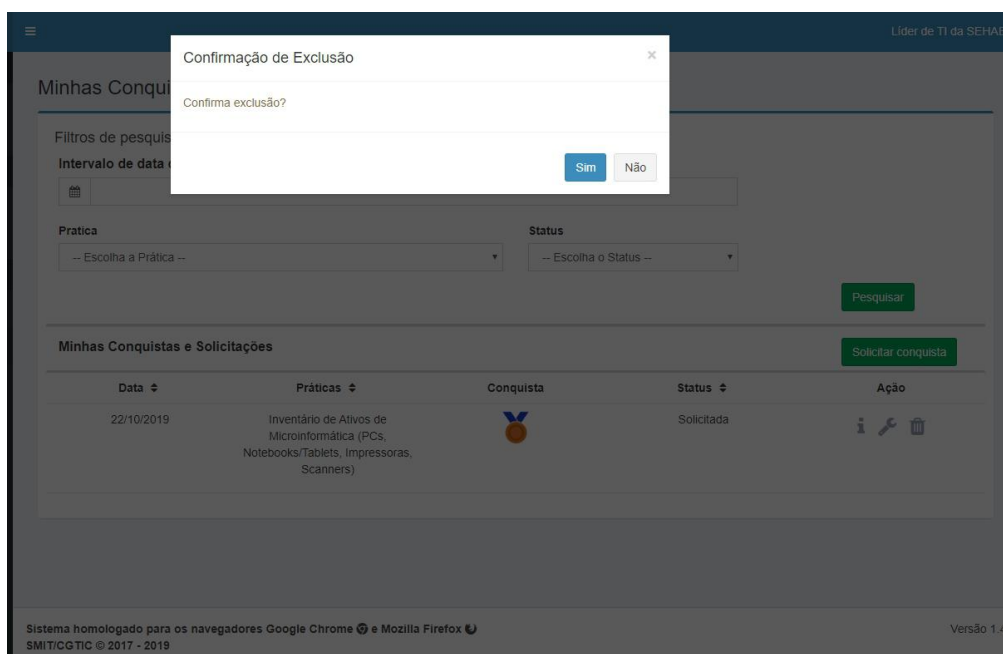 Líder de TI da SEHAB
Confirmação de Exclusão
×
Minhas Conqui
Confirma exclusão?
Filtros de pesquis
Intervalo de data
Sim Não
Pratica Status
-- Escolha a Prática -- -- Escolha o Status --
Pesquisar
Minhas Conquistas e Solicitações Solicitar conquista
Data Práticas Conquista Status Ação
22/10/2019 Inventário de Ativos de Solicitada
Microinformática (PCs,
Notebooks/Tablets, Impressoras,
Scanners)
Sistema homologado para os navegadores Google Chrome e Mozilla Firefox Versão 1.4
SMIT/CGTIC © 2017 - 2019